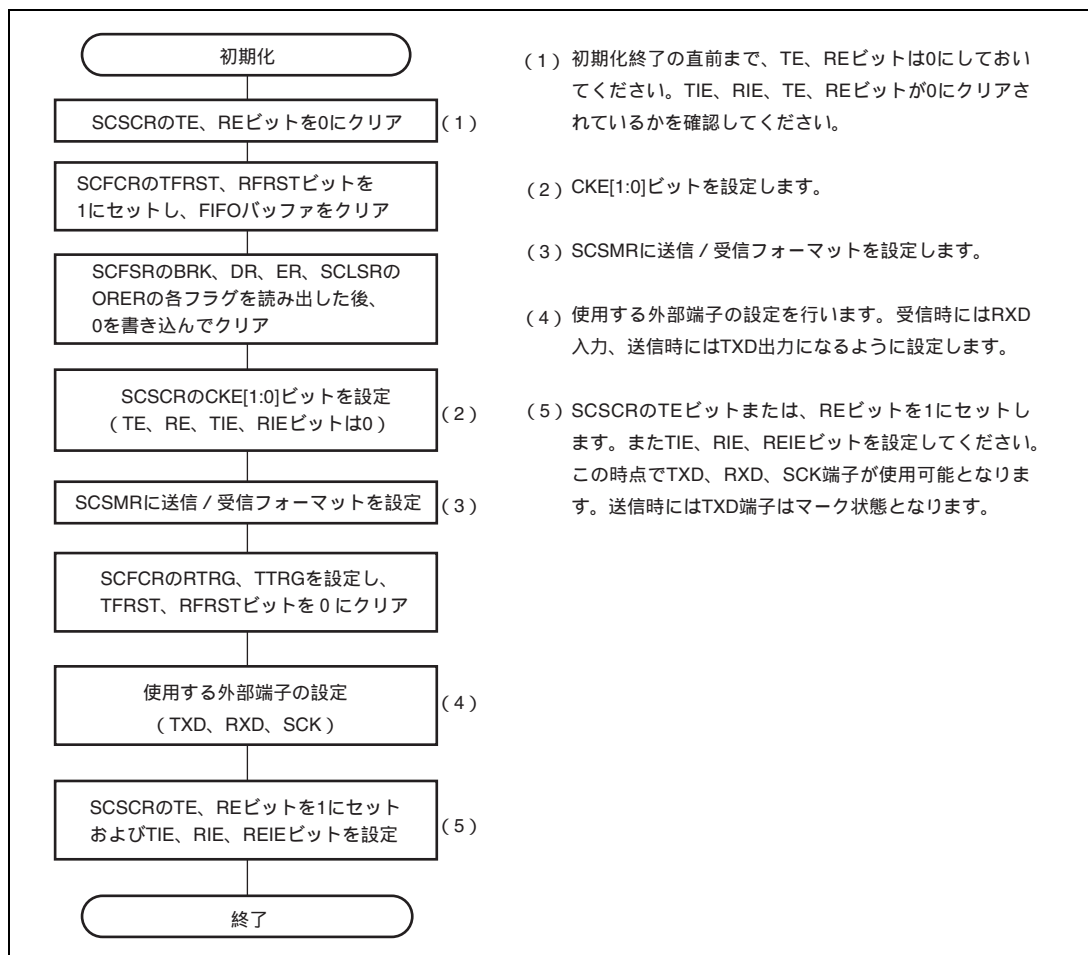 初期化
SCSCRのTE、REビットを0にクリア
(1)
SCFCRのTFRST、RFRSTビットを
1にセットし、FIFOバッファをクリア
SCFSRのBRK、DR、ER、SCLSRの
ORERの各フラグを読み出した後、
0を書き込んでクリア
SCSCRのCKE[1:0]ビットを設定
(TE、RE、TIE、RIEビットは0)
(2)
SCSMRに送信 / 受信フォーマットを設定
(3)
SCFCRのRTRG、TTRGを設定し、
TFRST、RFRSTビットを 0 にクリア
使用する外部端子の設定
(TXD、RXD、SCK)
(4)
SCSCRのTE、REビットを1にセット
およびTIE、RIE、REIEビットを設定
(5)
終了
(1) 初期化終了の直前まで、TE、REビットは0にしておい
てください。TIE、RIE、TE、REビットが0にクリアさ
れているかを確認してください。
(2) CKE[1:0]ビットを設定します。
(3) SCSMRに送信 / 受信フォーマットを設定します。
(4) 使用する外部端子の設定を行います。受信時にはRXD
入力、送信時にはTXD出力になるように設定します。
(5) SCSCRのTEビットまたは、REビットを1にセットし
ます。またTIE、RIE、REIEビットを設定してください。
この時点でTXD、RXD、SCK端子が使用可能となりま
す。送信時にはTXD端子はマーク状態となります。